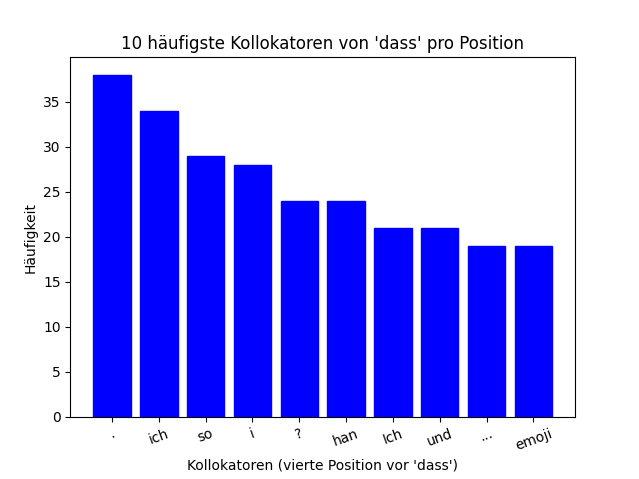 10 häufigste Kollokatoren von 'dass' pro Position
Häufigkeit
35
30
25
20
15
10
5
0
. ich so i ? han Ich und ... emoji
Kollokatoren (vierte Position vor 'dass')